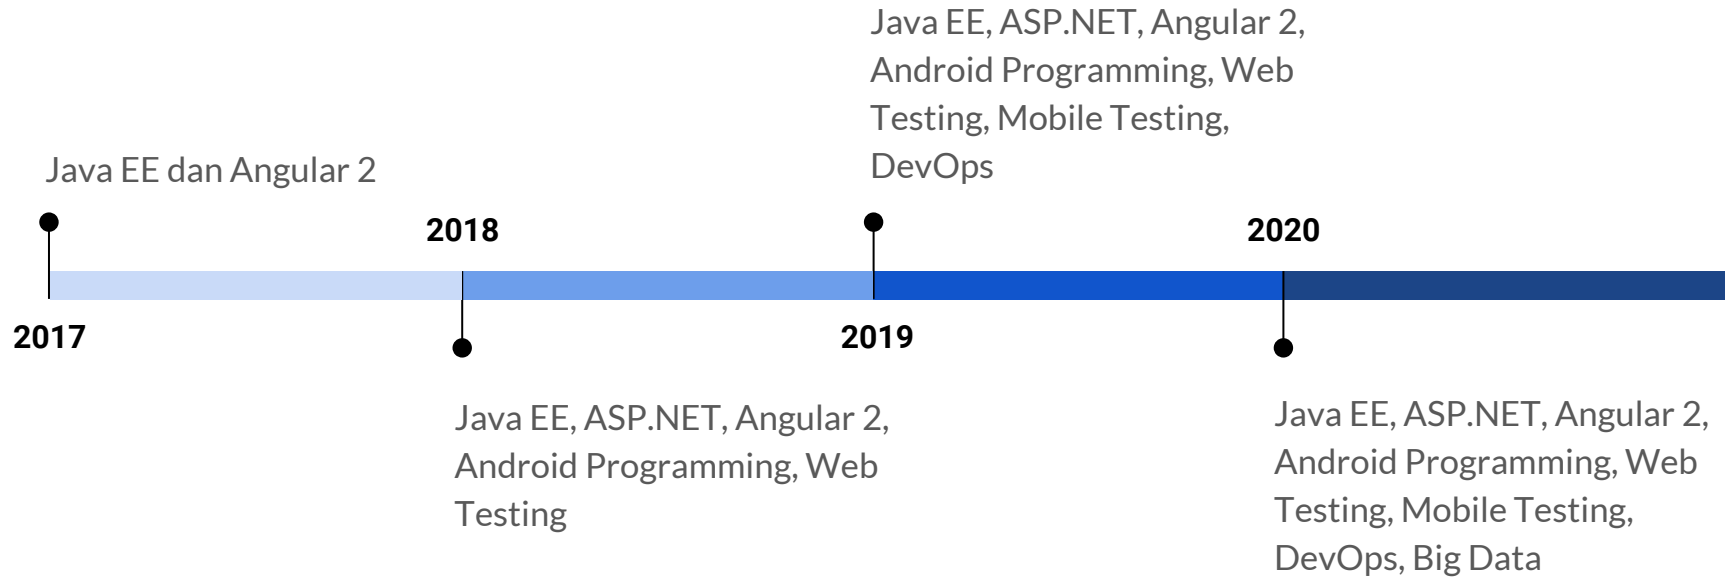 Java EE, ASP.NET, Angular 2,
Android Programming, Web
Testing, Mobile Testing,
DevOps
Java EE dan Angular 2
2018
2020
2017
2019
Java EE, ASP.NET, Angular 2,
Android Programming, Web
Testing
Java EE, ASP.NET, Angular 2,
Android Programming, Web
Testing, Mobile Testing,
DevOps, Big Data